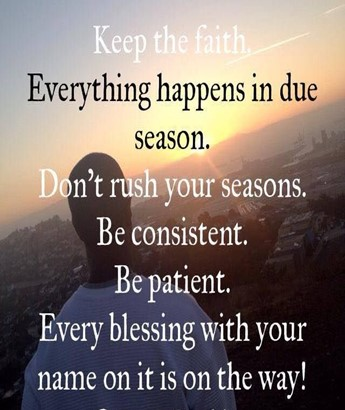 Keep the faith.
Everything happens in due
season.
Don't rush your seasons.
Be consistent.
Be patient.
Every blessing with your
name on it is on the way!